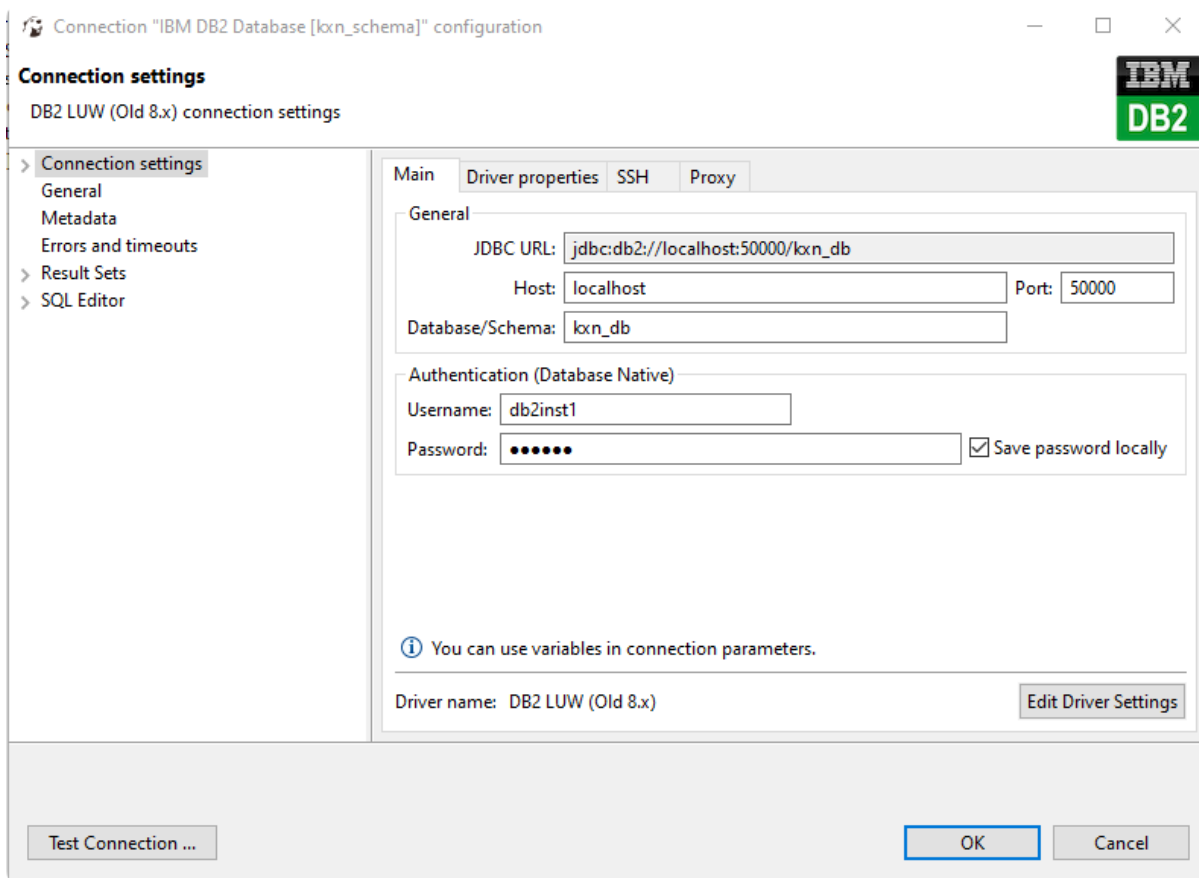 Connection "IBM DB2 Database [kxn_schema]" configuration
Connection settings
DB2 LUW (Old 8.x) connection settings
IBM
DB2
Connection settings
General
Metadata
Errors and timeouts
Result Sets
SQL Editor
Main Driver properties SSH Proxy
General
JDBC URL: jdbc:db2://localhost:50000/kxn_db
Host: localhost Port: 50000
Database/Schema: kxn_db
Authentication (Database Native)
Username: db2inst1
Password: ●●●●●● Save password locally
You can use variables in connection parameters.
Driver name: DB2 LUW (Old 8.x) Edit Driver Settings
Test Connection ... OK Cancel